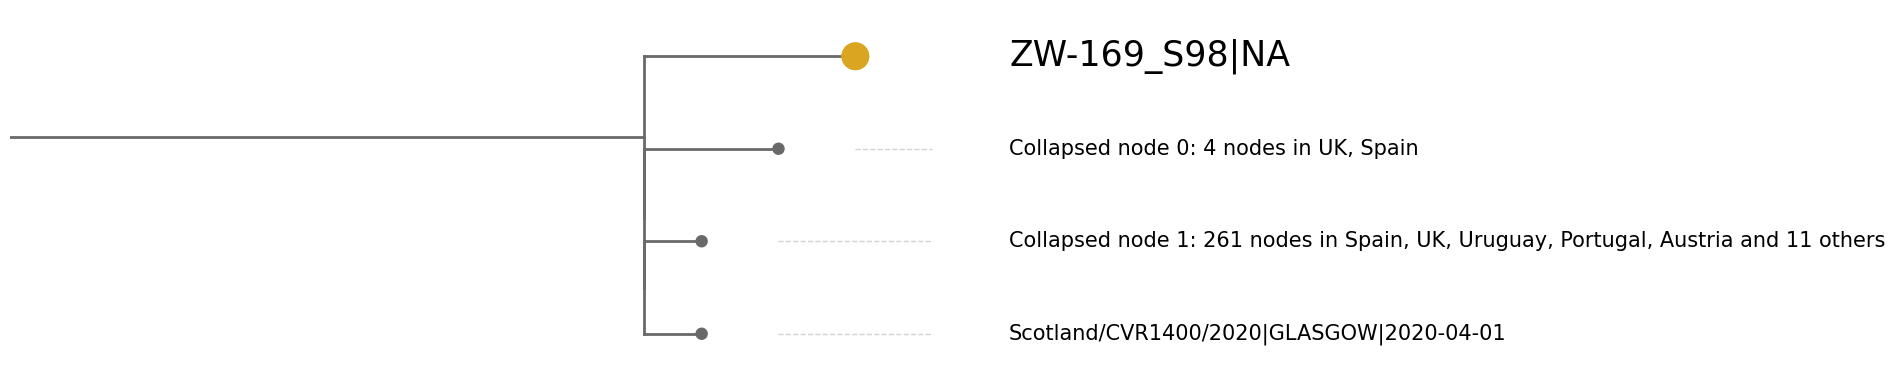 ZW-169_S98|NA
Collapsed node 0: 4 nodes in UK, Spain
Collapsed node 1: 261 nodes in Spain, UK, Uruguay, Portugal, Austria and 11 others
Scotland/CVR1400/2020|GLASGOW|2020-04-01